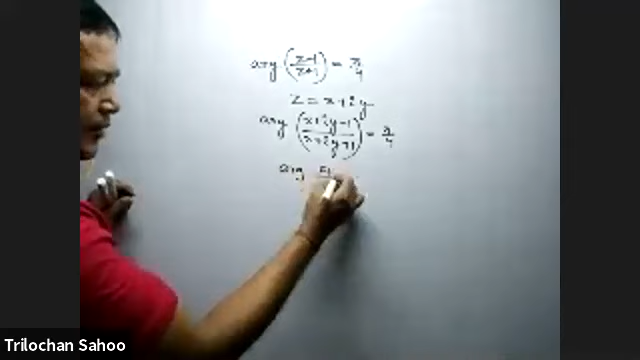 arg (z-1/z+1) = π/4
z = x+iy
arg (x+iy-1/x+iy+1) = π/4
arg
Trilochan Sahoo